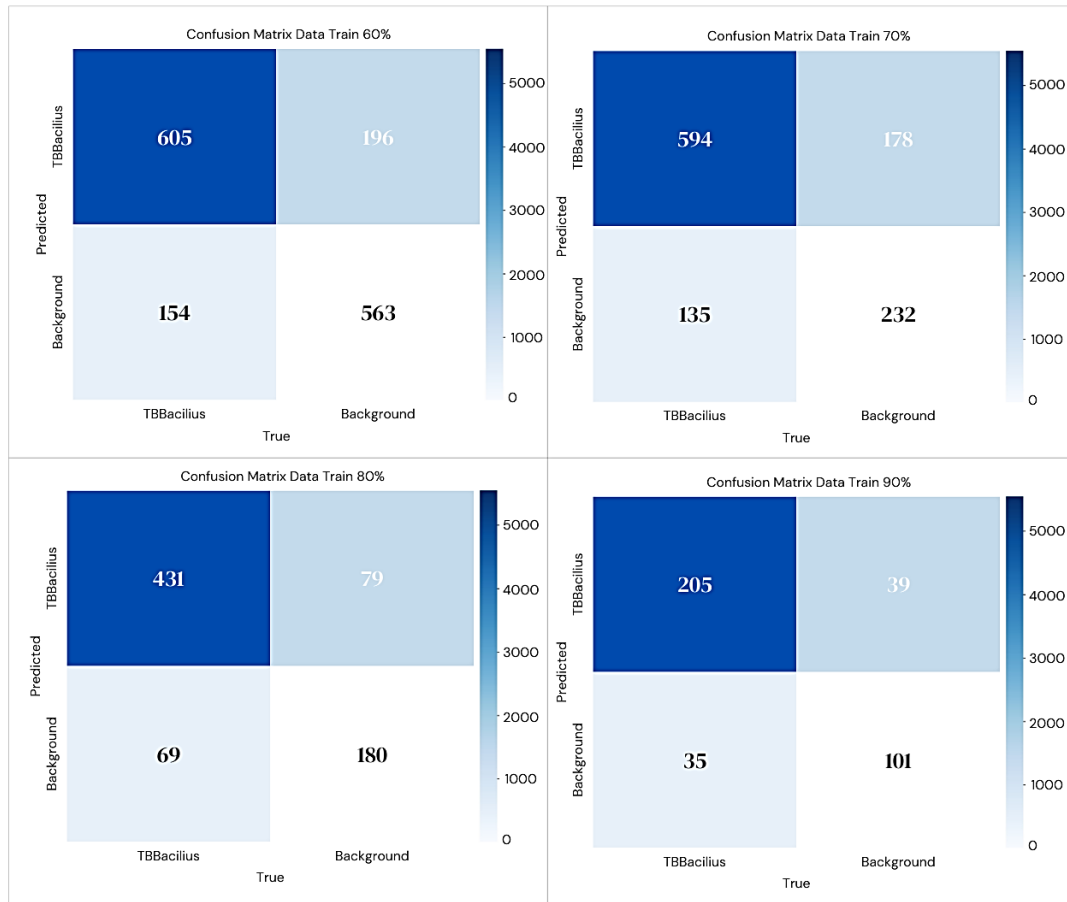 Confusion Matrix Data Train 60%
TBBacilius
Background
Predicted
605
196
154
563
TBBacilius
Background
True
5000
4000
3000
2000
1000
0
Confusion Matrix Data Train 70%
TBBacilius
Background
Predicted
594
178
135
232
TBBacilius
Background
True
5000
4000
3000
2000
1000
0
Confusion Matrix Data Train 80%
TBBacilius
Background
Predicted
431
79
69
180
TBBacilius
Background
True
5000
4000
3000
2000
1000
0
Confusion Matrix Data Train 90%
TBBacilius
Background
Predicted
205
39
35
101
TBBacilius
Background
True
5000
4000
3000
2000
1000
0